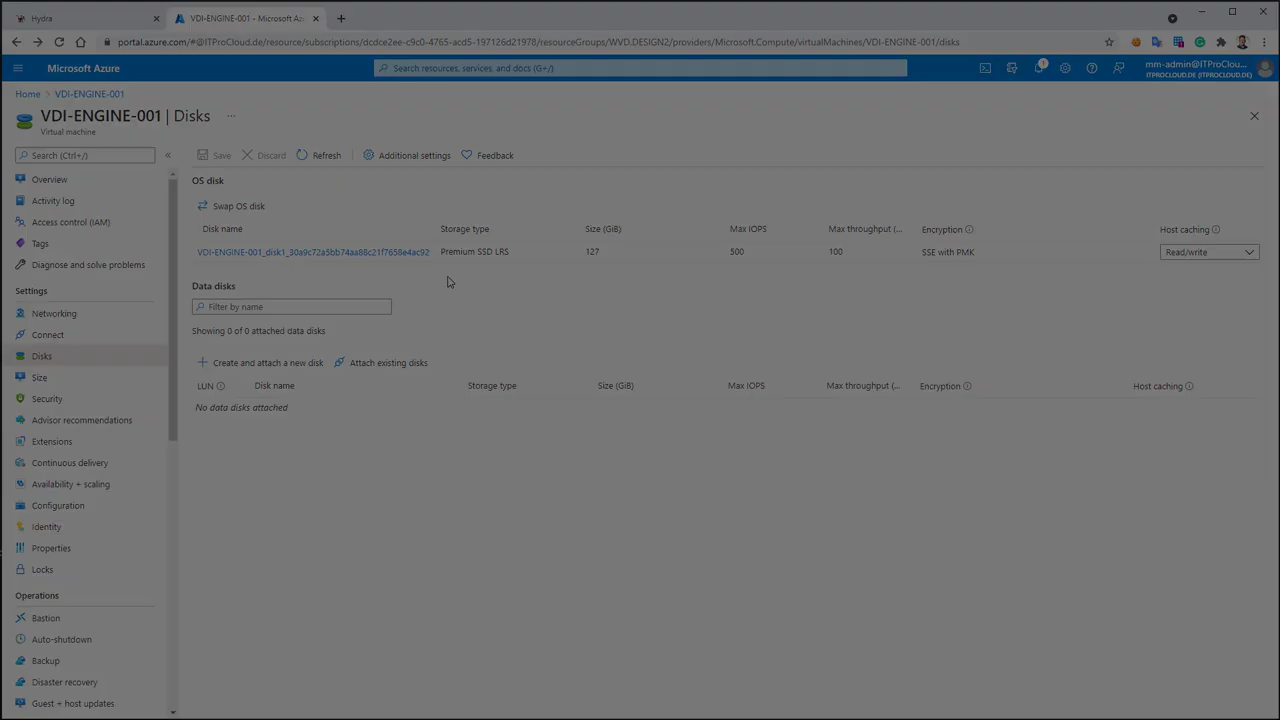 Hydra
VDI-ENGINE-001 - Microsoft Az
portal.azure.com/#@ITProCloud.de/resource/subscriptions/dcdce2ee-c9c0-4765-acd5-197126d21978/resourceGroups/WVD.DESIGN2/providers/Microsoft.Compute/virtualMachines/VDI-ENGINE-001/disks
Microsoft Azure
Search resources, services, and docs (G+/)
1
mm-admin@ITProClou...
ITPROCLOUD.DE (ITPROCLOUD.DE)
Home > VDI-ENGINE-001
VDI-ENGINE-001 | Disks ...
Virtual machine
Search (Ctrl+/)
«
Overview
Activity log
Access control (IAM)
Tags
Diagnose and solve problems
Settings
Networking
Connect
Disks
Size
Security
Advisor recommendations
Extensions
Continuous delivery
Availability + scaling
Configuration
Identity
Properties
Locks
Operations
Bastion
Auto-shutdown
Backup
Disaster recovery
Guest + host updates
Save Discard Refresh Additional settings Feedback
OS disk
Swap OS disk
Disk name Storage type Size (GiB) Max IOPS Max throughput (... Encryption Host caching
VDI-ENGINE-001_disk1_30a9c72a5bb74aa88c21f7658e4ac92 Premium SSD LRS 127 500 100 SSE with PMK Read/write
Data disks
Filter by name
Showing 0 of 0 attached data disks
Create and attach a new disk Attach existing disks
LUN Disk name Storage type Size (GiB) Max IOPS Max throughput (... Encryption Host caching
No data disks attached